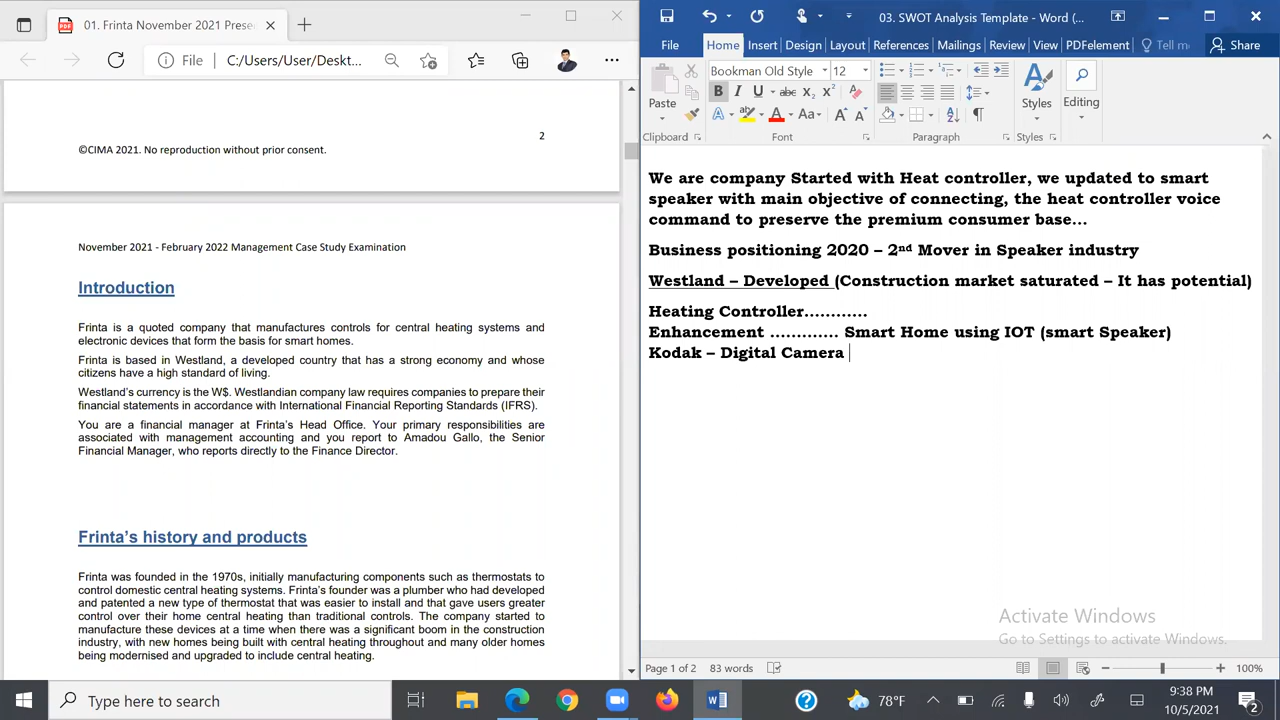 01. Frinta November 2021 Prese
File
C:/Users/User/Deskt...
2
©CIMA 2021. No reproduction without prior consent.
November 2021 - February 2022 Management Case Study Examination
Introduction
Frinta is a quoted company that manufactures controls for central heating systems and
electronic devices that form the basis for smart homes.
Frinta is based in Westland, a developed country that has a strong economy and whose
citizens have a high standard of living.
Westland's currency is the W$. Westlandian company law requires companies to prepare their
financial statements in accordance with International Financial Reporting Standards (IFRS).
You are a financial manager at Frinta's Head Office. Your primary responsibilities are
associated with management accounting and you report to Amadou Gallo, the Senior
Financial Manager, who reports directly to the Finance Director.
Frinta's history and products
Frinta was founded in the 1970s, initially manufacturing components such as thermostats to
control domestic central heating systems. Frinta's founder was a plumber who had developed
and patented a new type of thermostat that was easier to install and that gave users greater
control over their home central heating than traditional controls. The company started to
manufacture these devices at a time when there was a significant boom in the construction
industry, with new homes being built with central heating throughout and many older homes
being modernised and upgraded to include central heating.
03. SWOT Analysis Template - Word (...
File Home Insert Design Layout References Mailings Review View PDFelement Tell me Share
Bookman Old Style 12
Paste
Styles
Editing
Clipboard Font Paragraph Styles
We are company Started with Heat controller, we updated to smart
speaker with main objective of connecting, the heat controller voice
command to preserve the premium consumer base…
Business positioning 2020 – 2nd Mover in Speaker industry
Westland – Developed (Construction market saturated – It has potential)
Heating Controller…………
Enhancement …………. Smart Home using IOT (smart Speaker)
Kodak – Digital Camera
Activate Windows
Go to Settings to activate Windows.
Page 1 of 2 83 words
100%
Type here to search
78°F
9:38 PM
10/5/2021
2